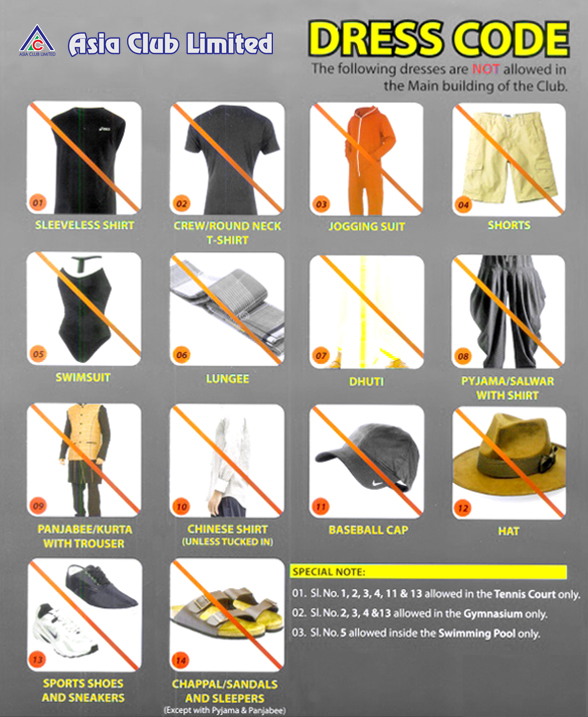 ASIA CLUB LIMITED
Asia Club Limited
DRESS CODE
The following dresses are NOT allowed in
the Main building of the Club.
01
SLEEVELESS SHIRT
02
CREW/ROUND NECK
T-SHIRT
03
JOGGING SUIT
04
SHORTS
05
SWIMSUIT
06
LUNGEE
07
DHUTI
08
PYJAMA/SALWAR
WITH SHIRT
09
PANJABEE/KURTA
WITH TROUSER
10
CHINESE SHIRT
(UNLESS TUCKED IN)
11
BASEBALL CAP
12
HAT
13
SPORTS SHOES
AND SNEAKERS
14
CHAPPAL/SANDALS
AND SLEEPERS
(Except with Pyjama & Panjabee)
SPECIAL NOTE:
01. Sl. No. 1, 2, 3, 4, 11 & 13 allowed in the Tennis Court only.
02. Sl. No. 2, 3, 4 &13 allowed in the Gymnasium only.
03. Sl. No. 5 allowed inside the Swimming Pool only.